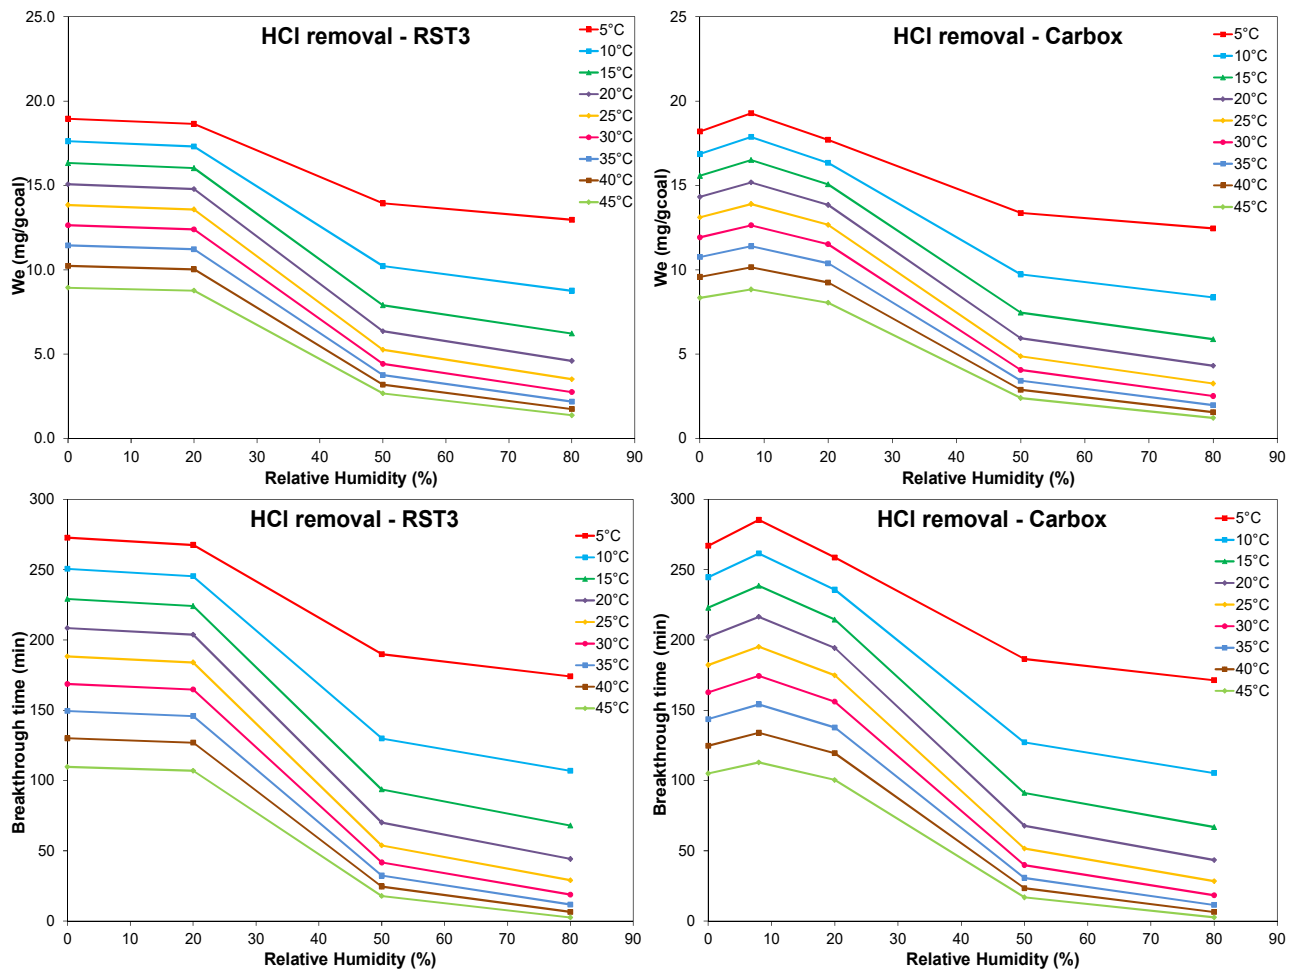 HCl removal - RST3
We (mg/gcoal)
25.0
20.0
15.0
10.0
5.0
0.0
0 10 20 30 40 50 60 70 80 90
Relative Humidity (%)
5°C
10°C
15°C
20°C
25°C
30°C
35°C
40°C
45°C
HCl removal - Carbox
We (mg/gcoal)
25
20
15
10
5
0
0 10 20 30 40 50 60 70 80 90
Relative Humidity (%)
5°C
10°C
15°C
20°C
25°C
30°C
35°C
40°C
45°C
HCl removal - RST3
Breakthrough time (min)
300
250
200
150
100
50
0
0 10 20 30 40 50 60 70 80 90
Relative Humidity (%)
5°C
10°C
15°C
20°C
25°C
30°C
35°C
40°C
45°C
HCl removal - Carbox
Breakthrough time (min)
300
250
200
150
100
50
0
0 10 20 30 40 50 60 70 80 90
Relative Humidity (%)
5°C
10°C
15°C
20°C
25°C
30°C
35°C
40°C
45°C